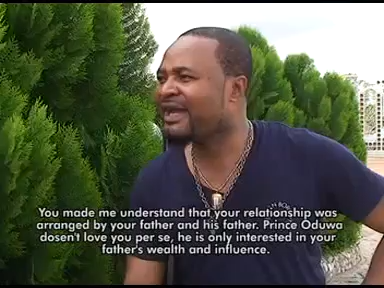 You made me understand that your relationship was
arranged by your father and his father. Prince Oduwa
dosen't love you per se, he is only interested in your
father's wealth and influence.